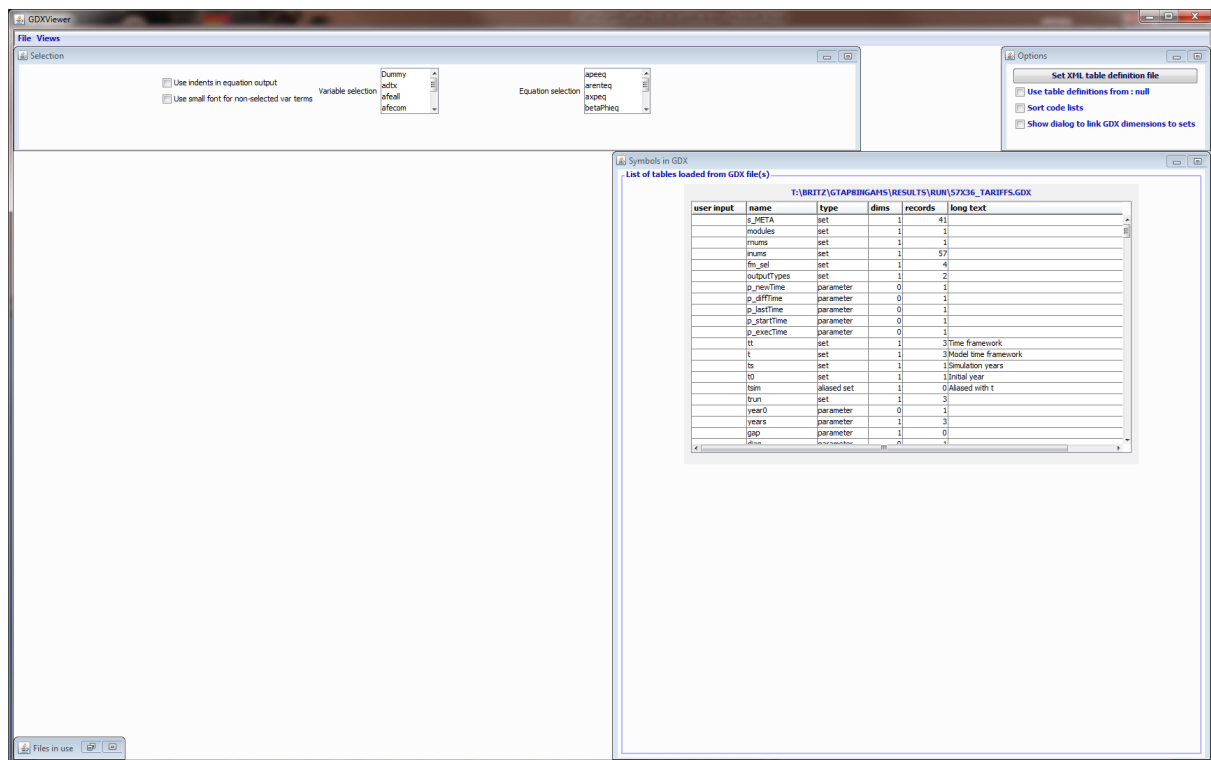 GDXViewer
File Views
Selection
Use indents in equation output
Use small font for non-selected var terms
Variable selection
Dummy
adtx
afeall
afecom
Equation selection
apeeq
arenteq
axpeq
betaPhieq
Options
Set XML table definition file
Use table definitions from : null
Sort code lists
Show dialog to link GDX dimensions to sets
Symbols in GDX
List of tables loaded from GDX file(s)
T:\BRITZ\GTAP8INGAMS\RESULTS\RUN\57X36_TARIFFS.GDX
user input name type dims records long text
s_META set 1 41
modules set 1 1
rnums set 1 1
inums set 1 57
fm_sel set 1 4
outputTypes set 1 2
p_newTime parameter 0 1
p_diffTime parameter 0 1
p_lastTime parameter 0 1
p_startTime parameter 0 1
p_execTime parameter 0 1
tt set 1 3 Time framework
t set 1 3 Model time framework
ts set 1 1 Simulation years
t0 set 1 1 Initial year
tsim aliased set 1 0 Aliased with t
trun set 1 3
year0 parameter 0 1
years parameter 1 3
gap parameter 1 0
diag parameter 0 1
Files in use